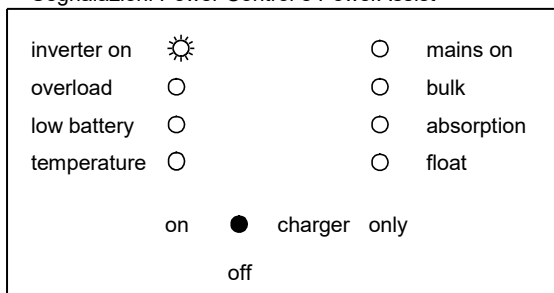 Segnalazioni Power Control e PowerAssist
inverter on mains on
overload bulk
low battery absorption
temperature float
on charger only
off